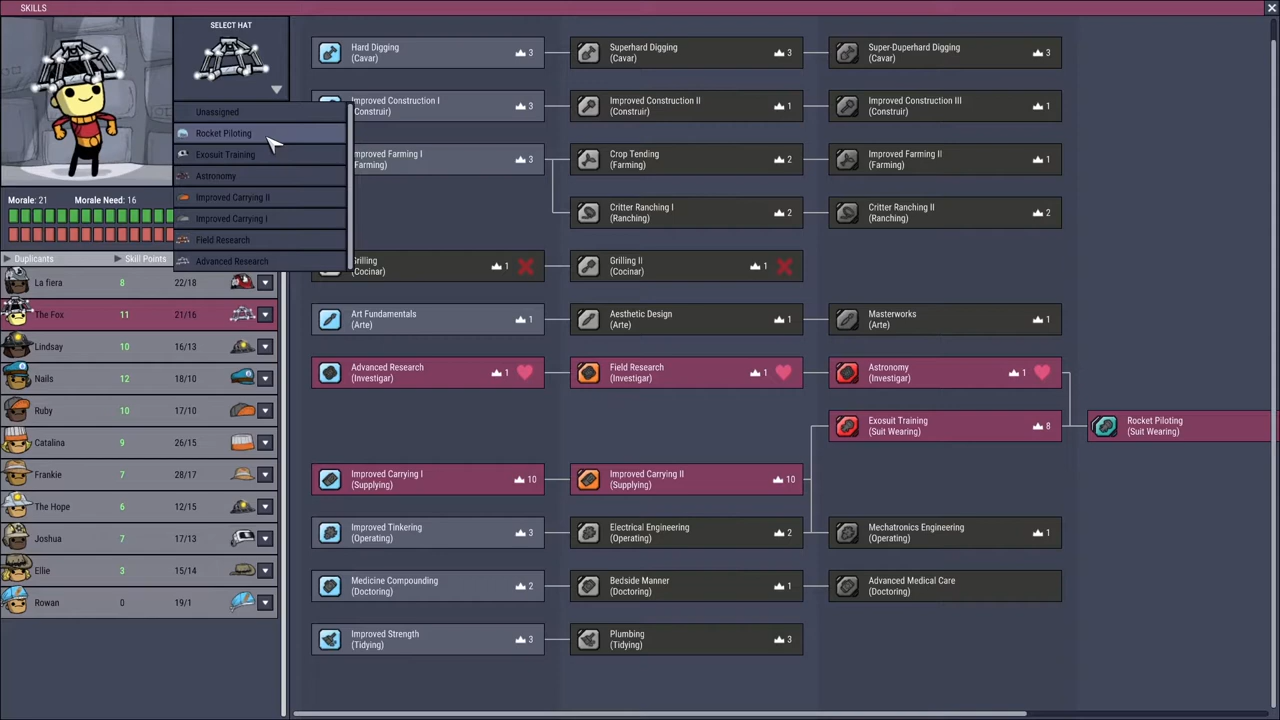 SKILLS
SELECT HAT
Unassigned
Rocket Piloting
Exosuit Training
Astronomy
Improved Carrying II
Improved Carrying I
Field Research
Advanced Research
Morale: 21 Morale Need: 16
Duplicants Skill Points
La fiera 8 22/18
The Fox 11 21/16
Lindsay 10 16/13
Nails 12 18/10
Ruby 10 17/10
Catalina 9 26/15
Frankie 7 28/17
The Hope 6 12/15
Joshua 7 17/13
Ellie 3 15/14
Rowan 0 19/1
Hard Digging
(Cavar) 3
Superhard Digging
(Cavar) 3
Super-Duperhard Digging
(Cavar) 3
Improved Construction I
(Construir) 3
Improved Construction II
(Construir) 1
Improved Construction III
(Construir) 1
Improved Farming I
(Farming) 3
Crop Tending
(Farming) 2
Improved Farming II
(Farming) 1
Critter Ranching I
(Ranching) 2
Critter Ranching II
(Ranching) 2
Grilling
(Cocinar) 1
Grilling II
(Cocinar) 1
Art Fundamentals
(Arte) 1
Aesthetic Design
(Arte) 1
Masterworks
(Arte) 1
Advanced Research
(Investigar) 1
Field Research
(Investigar) 1
Astronomy
(Investigar) 1
Exosuit Training
(Suit Wearing) 8
Rocket Piloting
(Suit Wearing)
Improved Carrying I
(Supplying) 10
Improved Carrying II
(Supplying) 10
Improved Tinkering
(Operating) 3
Electrical Engineering
(Operating) 2
Mechatronics Engineering
(Operating) 1
Medicine Compounding
(Doctoring) 2
Bedside Manner
(Doctoring) 1
Advanced Medical Care
(Doctoring)
Improved Strength
(Tidying) 3
Plumbing
(Tidying) 3